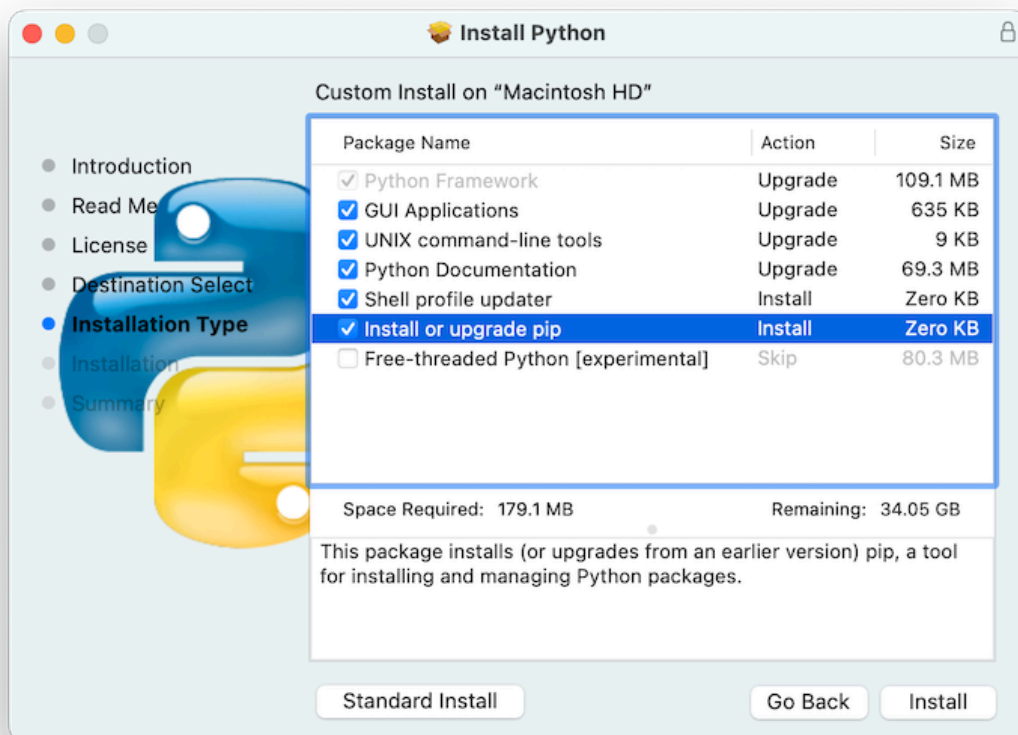 Install Python
Custom Install on “Macintosh HD”
Introduction
Read Me
License
Destination Select
Installation Type
Installation
Summary
Package Name Action Size
Python Framework Upgrade 109.1 MB
GUI Applications Upgrade 635 KB
UNIX command-line tools Upgrade 9 KB
Python Documentation Upgrade 69.3 MB
Shell profile updater Install Zero KB
Install or upgrade pip Install Zero KB
Free-threaded Python [experimental] Skip 80.3 MB
Space Required: 179.1 MB Remaining: 34.05 GB
This package installs (or upgrades from an earlier version) pip, a tool
for installing and managing Python packages.
Standard Install Go Back Install